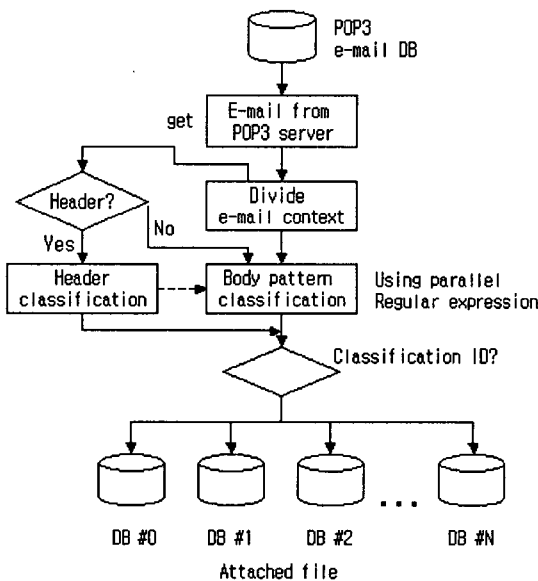 POP3
e-mail DB
get
E-mail from
POP3 server
Header?
Divide
e-mail context
No
Yes
Header
classification
Body pattern
classification
Using parallel
Regular expression
Classification ID?
DB #0
DB #1
DB #2
...
DB #N
Attached file